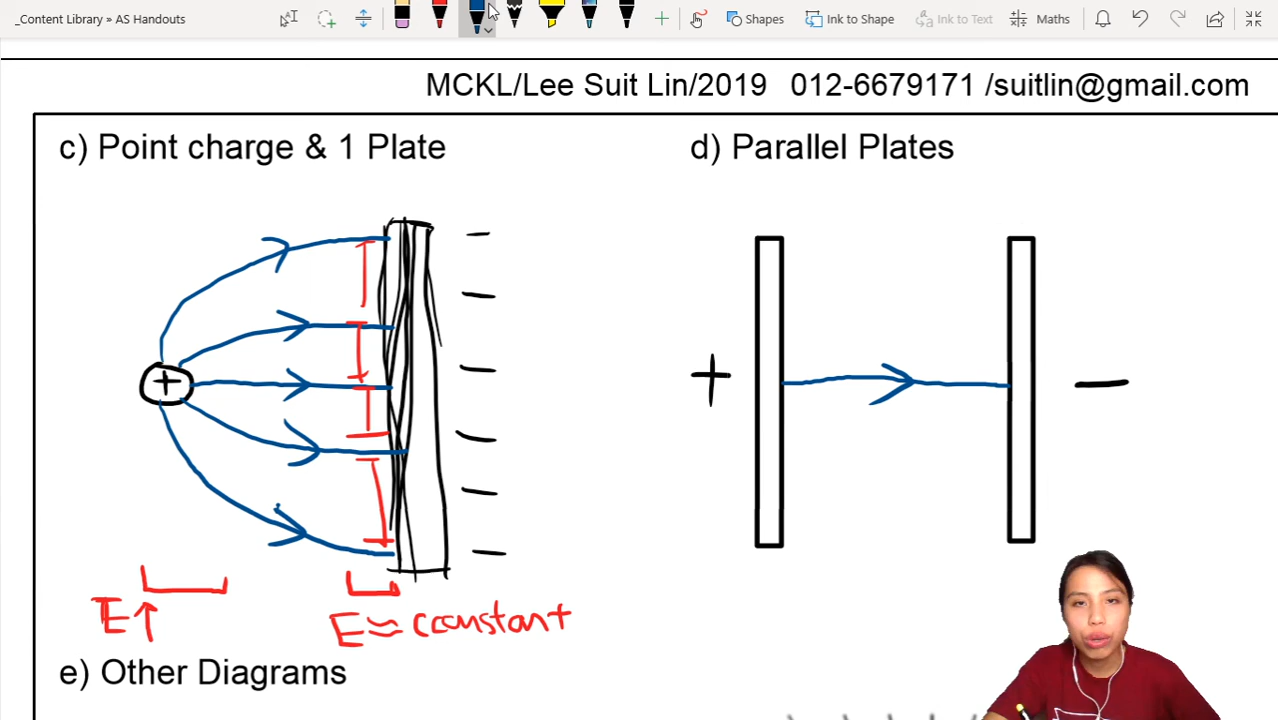 _Content Library » AS Handouts
Shapes
Ink to Shape
Ink to Text
Maths
MCKL/Lee Suit Lin/2019 012-6679171 /suitlin@gmail.com
c) Point charge & 1 Plate
d) Parallel Plates
+
+
E↑
E≈cconstant
e) Other Diagrams